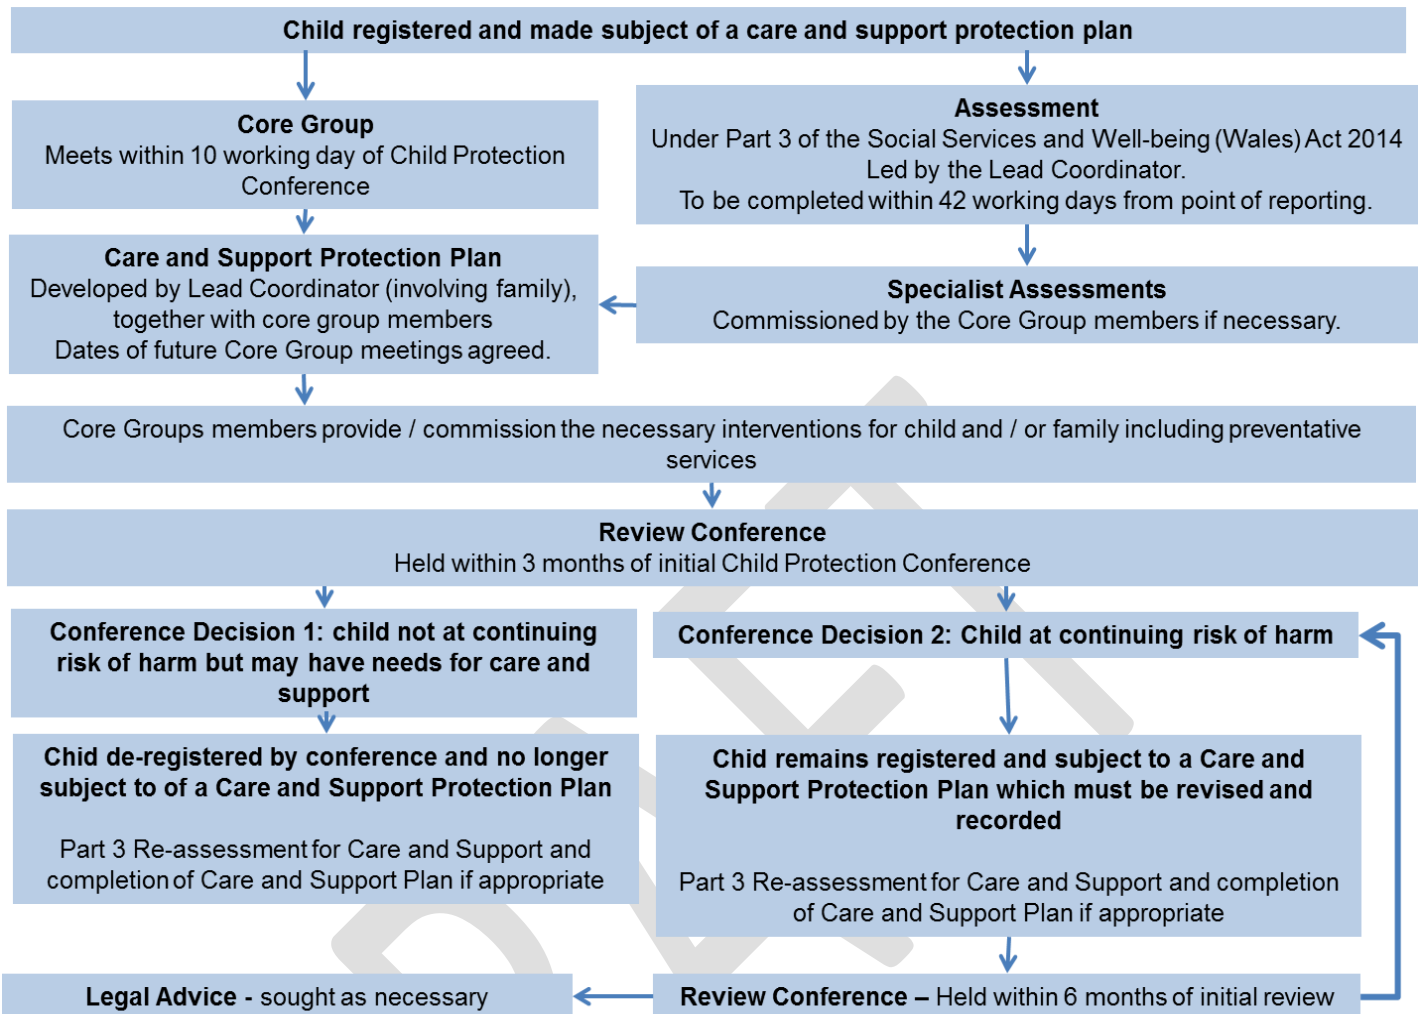 Child registered and made subject of a care and support protection plan
Core Group
Meets within 10 working day of Child Protection
Conference
Assessment
Under Part 3 of the Social Services and Well-being (Wales) Act 2014
Led by the Lead Coordinator.
To be completed within 42 working days from point of reporting.
Care and Support Protection Plan
Developed by Lead Coordinator (involving family),
together with core group members
Dates of future Core Group meetings agreed.
Specialist Assessments
Commissioned by the Core Group members if necessary.
Core Groups members provide / commission the necessary interventions for child and / or family including preventative
services
Review Conference
Held within 3 months of initial Child Protection Conference
Conference Decision 1: child not at continuing
risk of harm but may have needs for care and
support
Conference Decision 2: Child at continuing risk of harm
Chid de-registered by conference and no longer
subject to of a Care and Support Protection Plan
Part 3 Re-assessment for Care and Support and
completion of Care and Support Plan if appropriate
Chid remains registered and subject to a Care and
Support Protection Plan which must be revised and
recorded
Part 3 Re-assessment for Care and Support and completion
of Care and Support Plan if appropriate
Legal Advice - sought as necessary
Review Conference – Held within 6 months of initial review
DRAFT